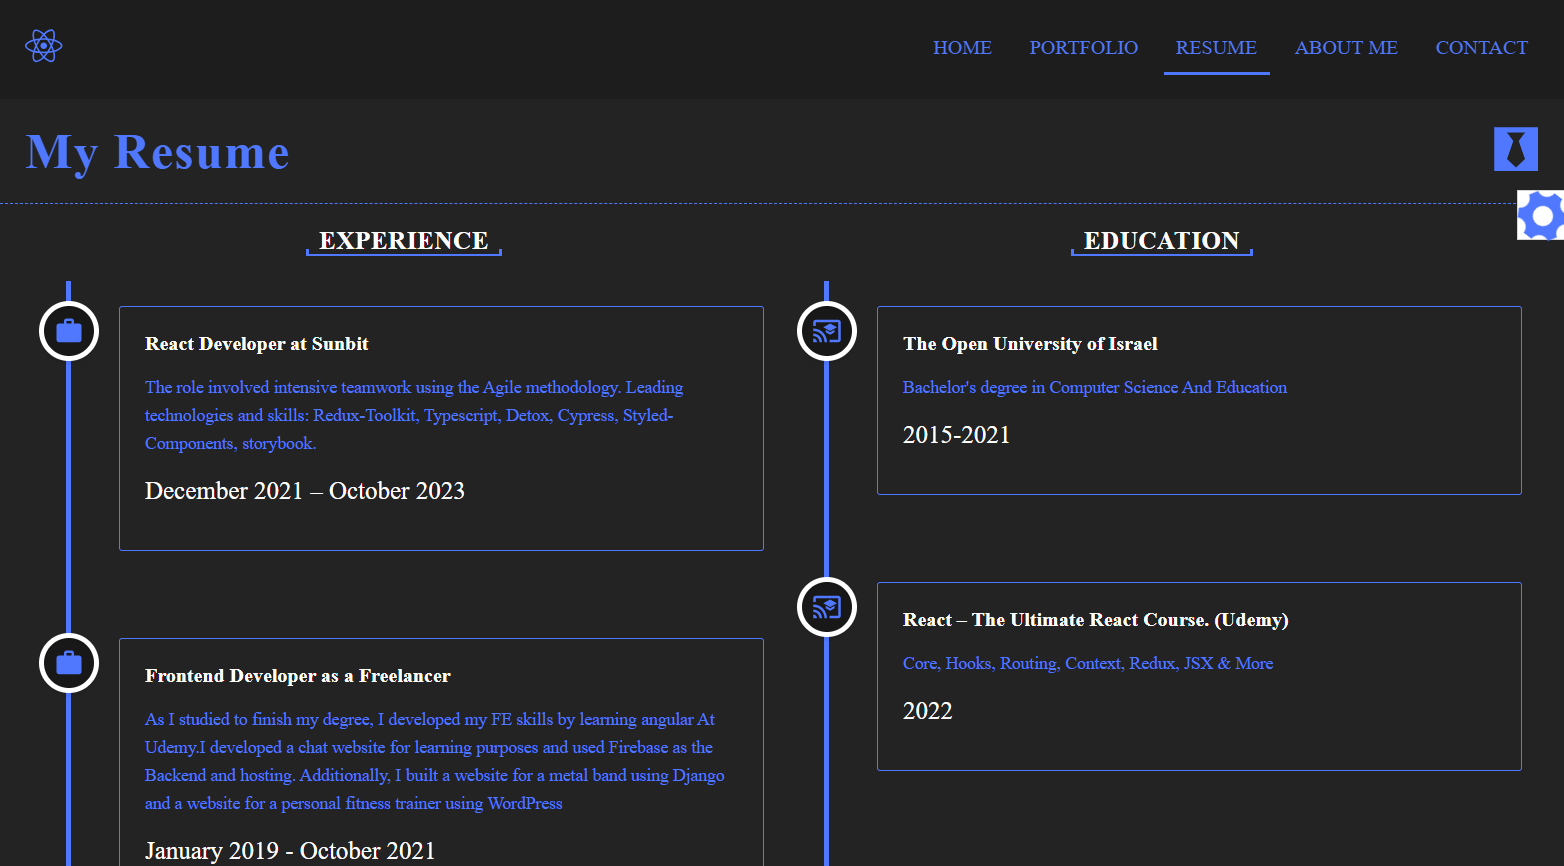 HOME PORTFOLIO RESUME ABOUT ME CONTACT
My Resume
EXPERIENCE
React Developer at Sunbit
The role involved intensive teamwork using the Agile methodology. Leading
technologies and skills: Redux-Toolkit, Typescript, Detox, Cypress, Styled-
Components, storybook.
December 2021 – October 2023
Frontend Developer as a Freelancer
As I studied to finish my degree, I developed my FE skills by learning angular At
Udemy.I developed a chat website for learning purposes and used Firebase as the
Backend and hosting. Additionally, I built a website for a metal band using Django
and a website for a personal fitness trainer using WordPress
January 2019 - October 2021
EDUCATION
The Open University of Israel
Bachelor's degree in Computer Science And Education
2015-2021
React – The Ultimate React Course. (Udemy)
Core, Hooks, Routing, Context, Redux, JSX & More
2022